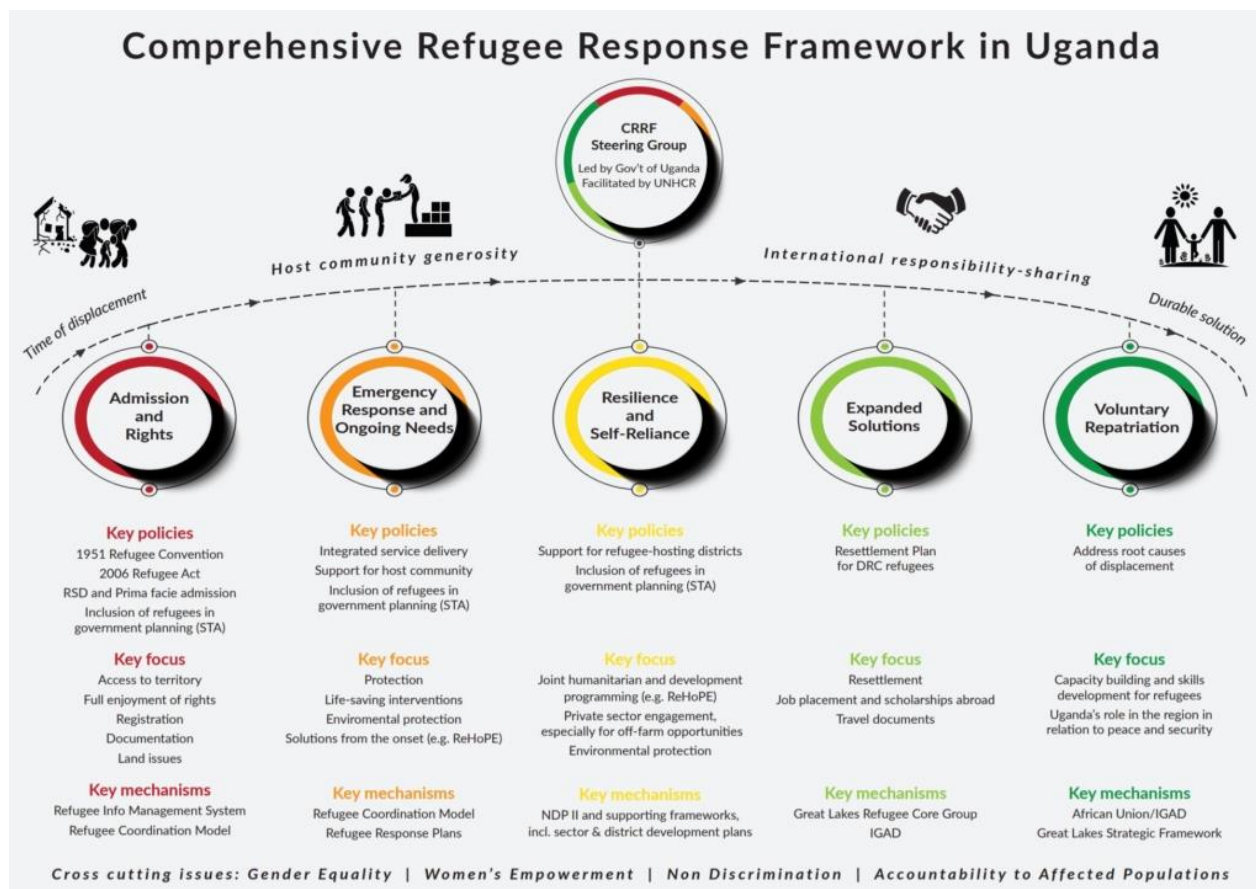 Comprehensive Refugee Response Framework in Uganda
CRRF
Steering Group
Led by Gov't of Uganda
Facilitated by UNHCR
Time of displacement
Host community generosity
International responsibility-sharing
Durable solution
Admission
and
Rights
Key policies
1951 Refugee Convention
2006 Refugee Act
RSD and Prima facie admission
Inclusion of refugees in
government planning (STA)
Key focus
Access to territory
Full enjoyment of rights
Registration
Documentation
Land issues
Key mechanisms
Refugee Info Management System
Refugee Coordination Model
Emergency
Response and
Ongoing Needs
Key policies
Integrated service delivery
Support for host community
Inclusion of refugees in
government planning (STA)
Key focus
Protection
Life-saving interventions
Enviromental protection
Solutions from the onset (e.g. ReHoPE)
Key mechanisms
Refugee Coordination Model
Refugee Response Plans
Resilience
and
Self-Reliance
Key policies
Support for refugee-hosting districts
Inclusion of refugees in
government planning (STA)
Key focus
Joint humanitarian and development
programming (e.g. ReHoPE)
Private sector engagement,
especially for off-farm opportunities
Environmental protection
Key mechanisms
NDP II and supporting frameworks,
incl. sector & district development plans
Expanded
Solutions
Key policies
Resettlement Plan
for DRC refugees
Key focus
Resettlement
Job placement and scholarships abroad
Travel documents
Key mechanisms
Great Lakes Refugee Core Group
IGAD
Voluntary
Repatriation
Key policies
Address root causes
of displacement
Key focus
Capacity building and skills
development for refugees
Uganda's role in the region in
relation to peace and security
Key mechanisms
African Union/IGAD
Great Lakes Strategic Framework
Cross cutting issues: Gender Equality | Women's Empowerment | Non Discrimination | Accountability to Affected Populations